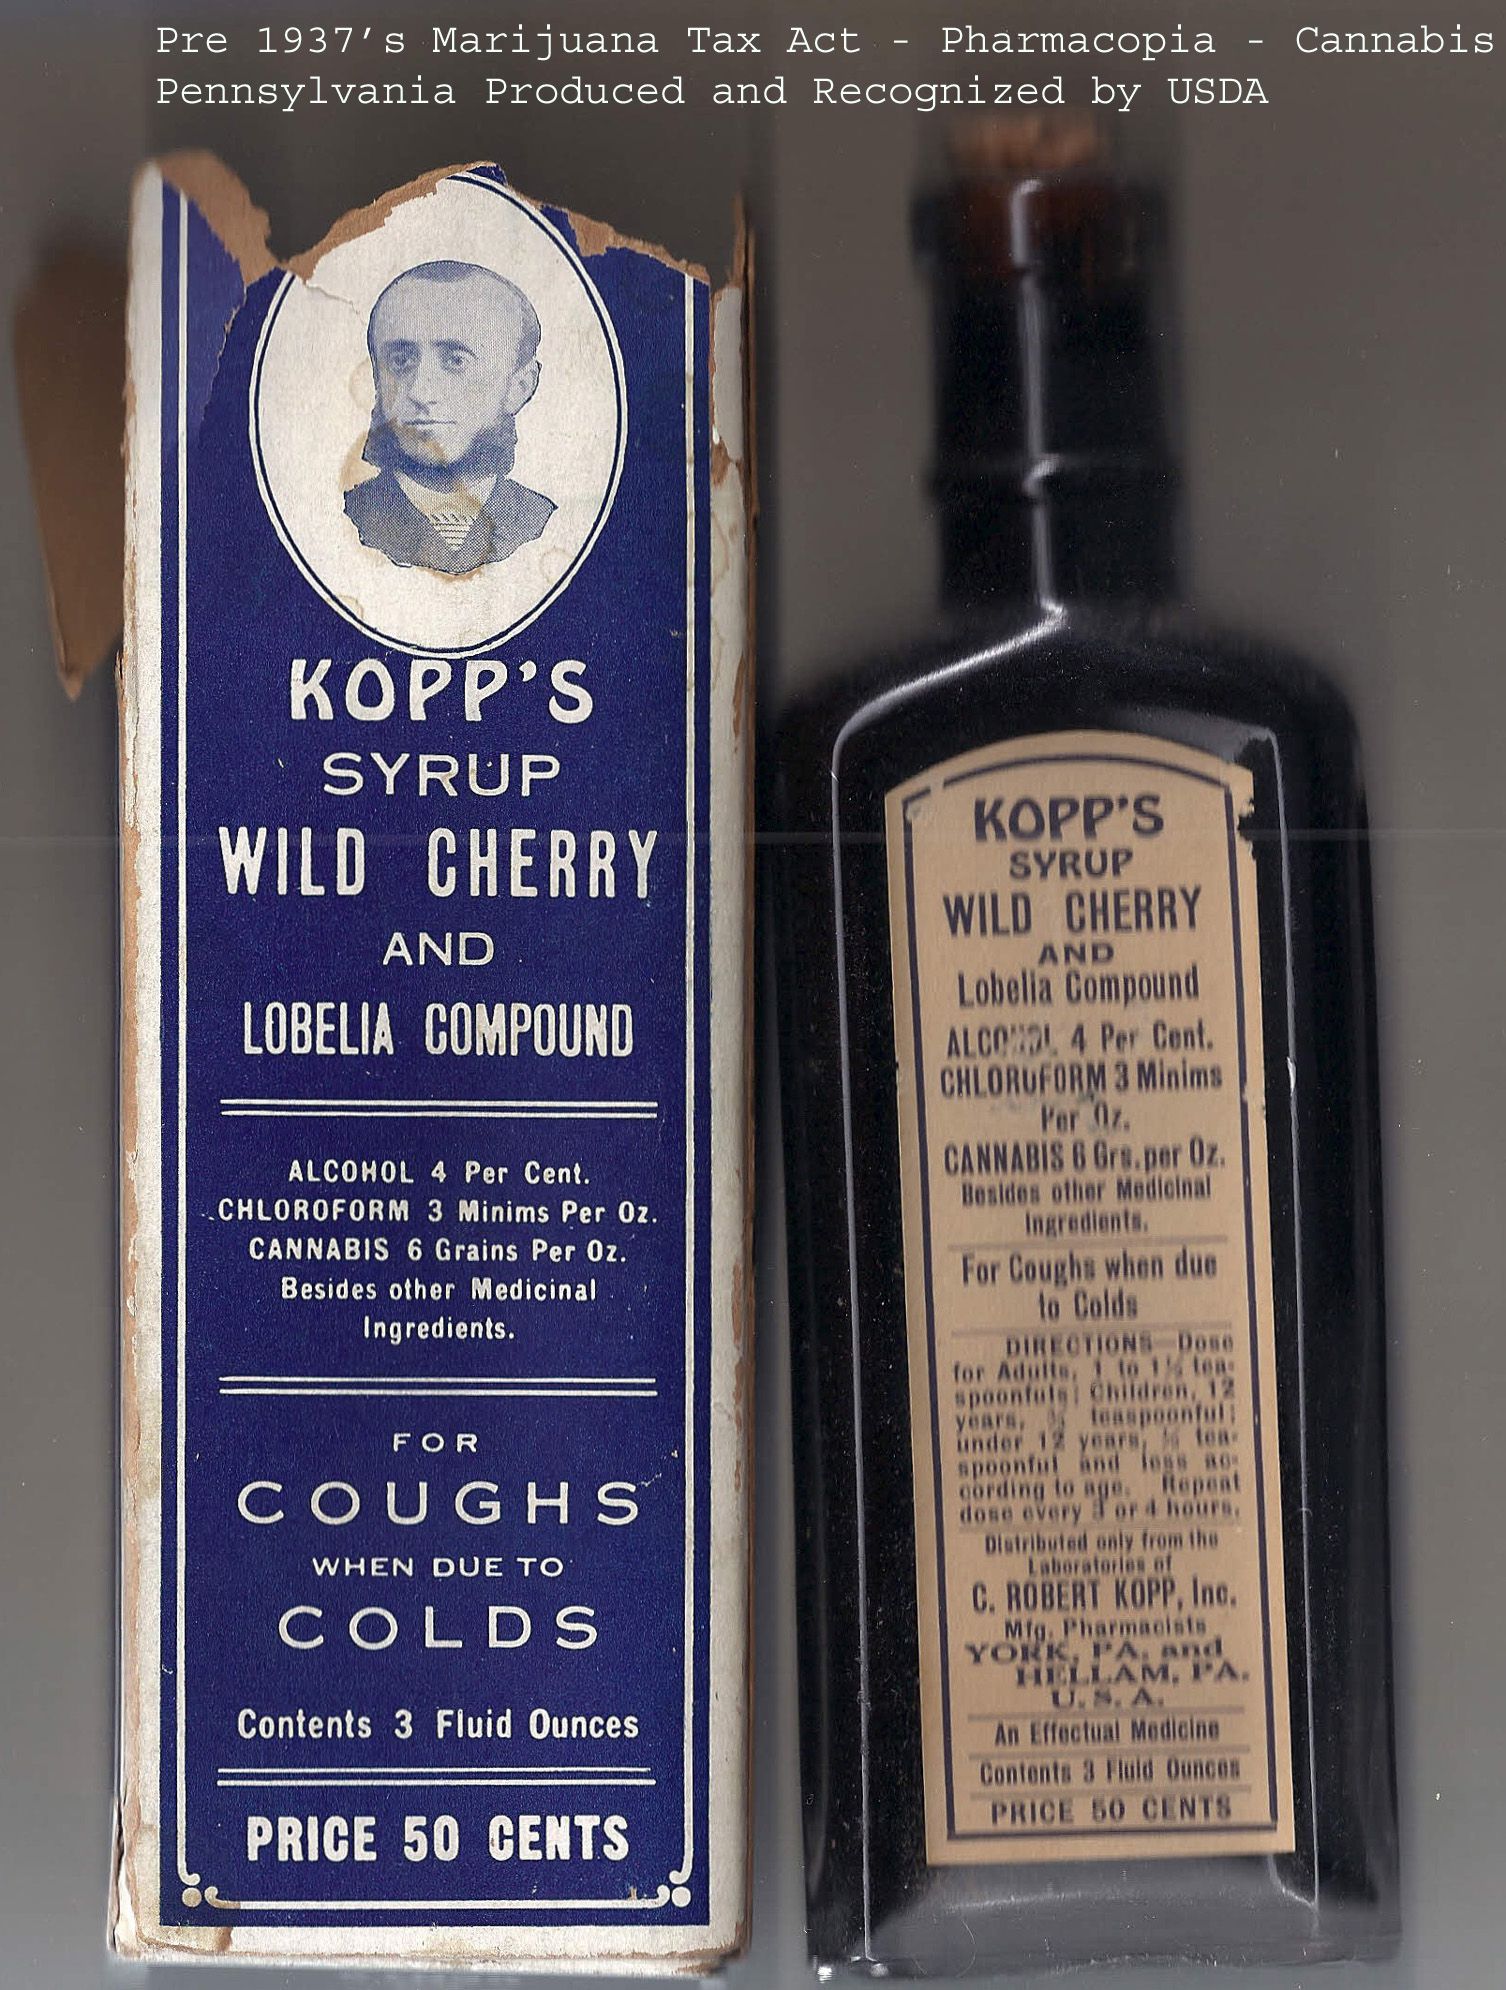 Pre 1937's Marijuana Tax Act - Pharmacopia - Cannabis
Pennsylvania Produced and Recognized by USDA
KOPP'S
SYRUP
WILD CHERRY
AND
LOBELIA COMPOUND
ALCOHOL 4 Per Cent.
CHLOROFORM 3 Minims Per Oz.
CANNABIS 6 Grains Per Oz.
Besides other Medicinal
Ingredients.
FOR
COUGHS
WHEN DUE TO
COLDS
Contents 3 Fluid Ounces
PRICE 50 CENTS
KOPP'S
SYRUP
WILD CHERRY
AND
Lobelia Compound
ALCOHOL 4 Per Cent.
CHLOROFORM 3 Minims
Per Oz.
CANNABIS 6 Grs. per Oz.
Besides other Medicinal
Ingredients.
For Coughs when due
to Colds
DIRECTIONS—Dose
for Adults, 1 to 1½ tea-
spoonfuls; Children, 12
years, teaspoonful;
under 12 years, tea-
spoonful and less ac-
cording to age. Repeat
dose every 3 or 4 hours.
Distributed only from the
Laboratories of
C. ROBERT KOPP, Inc.
Mfg. Pharmacists
YORK, PA. and
HELLAM, PA.
U. S. A.
An Effectual Medicine
Contents 3 Fluid Ounces
PRICE 50 CENTS